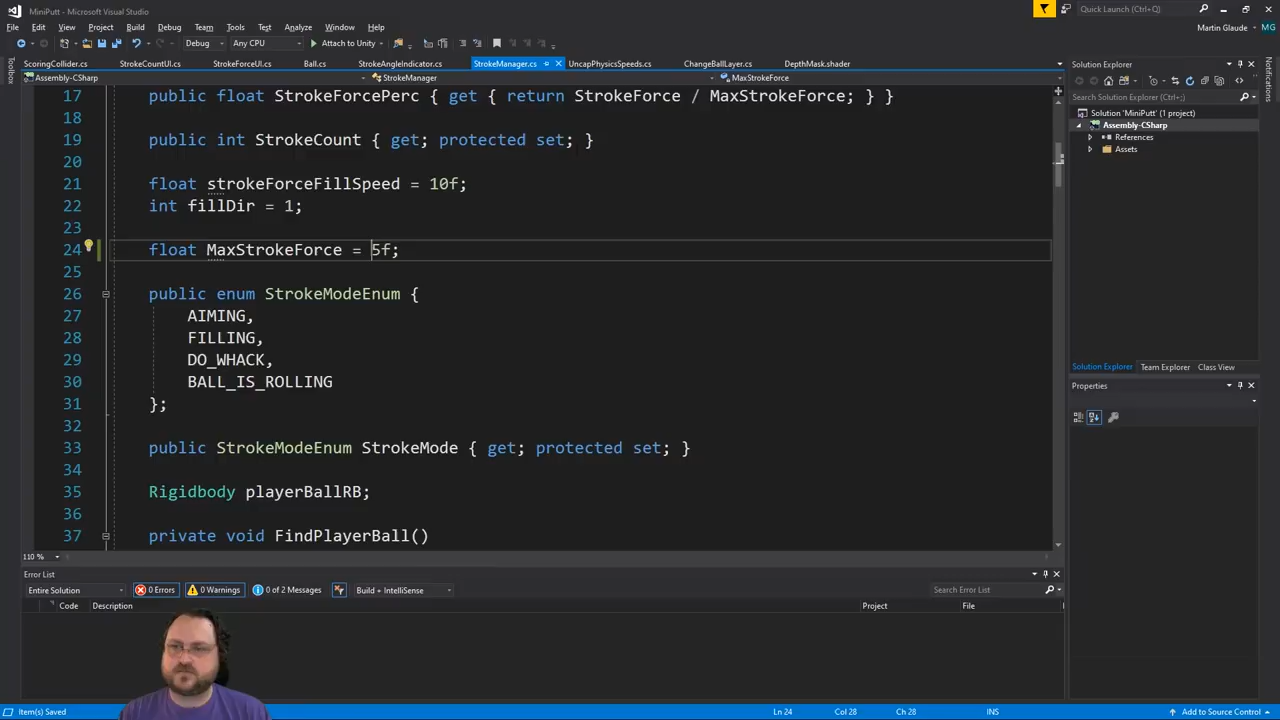 MiniPutt - Microsoft Visual Studio
Quick Launch (Ctrl+Q)
File Edit View Project Build Debug Team Tools Test Analyze Window Help
Martin Glaude MG
Debug Any CPU Attach to Unity
ScoringCollider.cs StrokeCountUI.cs StrokeForceUI.cs Ball.cs StrokeAngleIndicator.cs StrokeManager.cs UncapPhysicsSpeeds.cs ChangeBallLayer.cs DepthMask.shader
Assembly-CSharp StrokeManager MaxStrokeForce
Toolbox
Notifications
17 public float StrokeForcePerc { get { return StrokeForce / MaxStrokeForce; } }
18
19 public int StrokeCount { get; protected set; }
20
21 float strokeForceFillSpeed = 10f;
22 int fillDir = 1;
23
24 float MaxStrokeForce = 5f;
25
26 public enum StrokeModeEnum {
27 AIMING,
28 FILLING,
29 DO_WHACK,
30 BALL_IS_ROLLING
31 };
32
33 public StrokeModeEnum StrokeMode { get; protected set; }
34
35 Rigidbody playerBallRB;
36
37 private void FindPlayerBall()
110 %
Solution Explorer
Search Solution Explorer (Ctrl+;)
Solution 'MiniPutt' (1 project)
Assembly-CSharp
References
Assets
Solution Explorer Team Explorer Class View
Properties
Error List
Entire Solution 0 Errors 0 Warnings 0 of 2 Messages Build + IntelliSense
Search Error List
Code Description Project File
Item(s) Saved Ln 24 Col 28 Ch 28 INS Add to Source Control